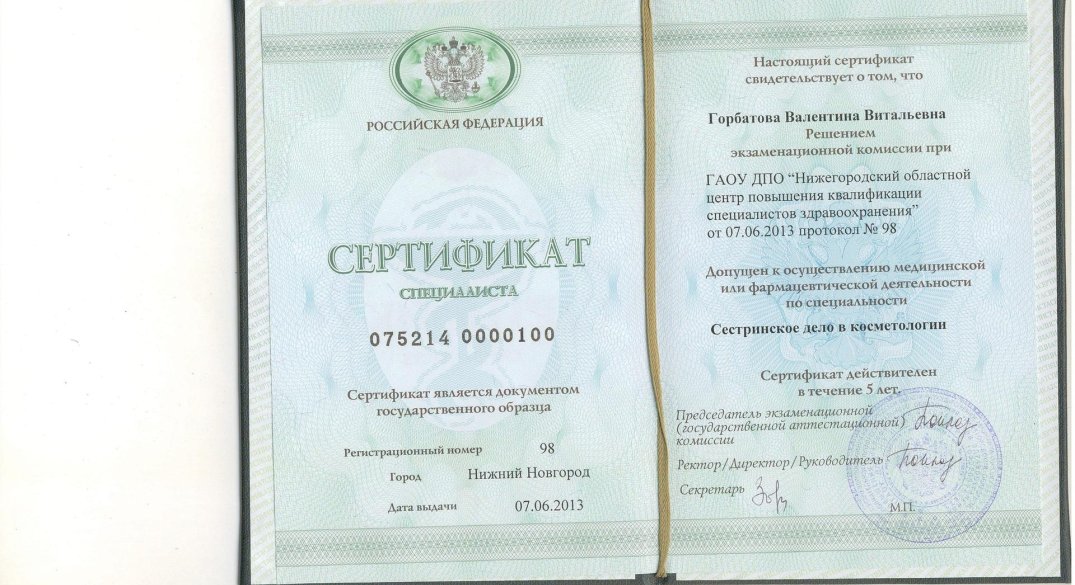 РОССИЙСКАЯ ФЕДЕРАЦИЯ
СЕРТИФИКАТ
СПЕЦИАЛИСТА
075214 0000100
Сертификат является документом
государственного образца
Регистрационный номер 98
Город Нижний Новгород
Дата выдачи 07.06.2013
Настоящий сертификат
свидетельствует о том, что
Горбатова Валентина Витальевна
Решением
экзаменационной комиссии при
ГАОУ ДПО “Нижегородский областной
центр повышения квалификации
специалистов здравоохранения”
от 07.06.2013 протокол № 98
Допущен к осуществлению медицинской
или фармацевтической деятельности
по специальности
Сестринское дело в косметологии
Сертификат действителен
в течение 5 лет.
Председатель экзаменационной
(государственной аттестационной)
комиссии
Ректор/Директор/Руководитель
Секретарь
М.П.